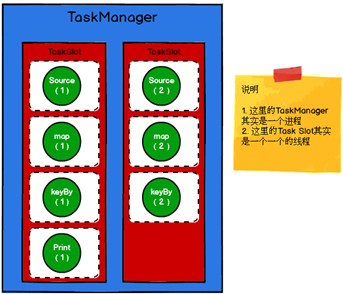 TaskManager
TaskSlot
TaskSlot
Source
(1)
Source
(2)
map
(1)
map
(2)
keyBy
(1)
keyBy
(2)
Print
(1)
说明
1. 这里的TaskManager
其实是一个进程
2. 这里的Task Slot其实
是一个一个的线程